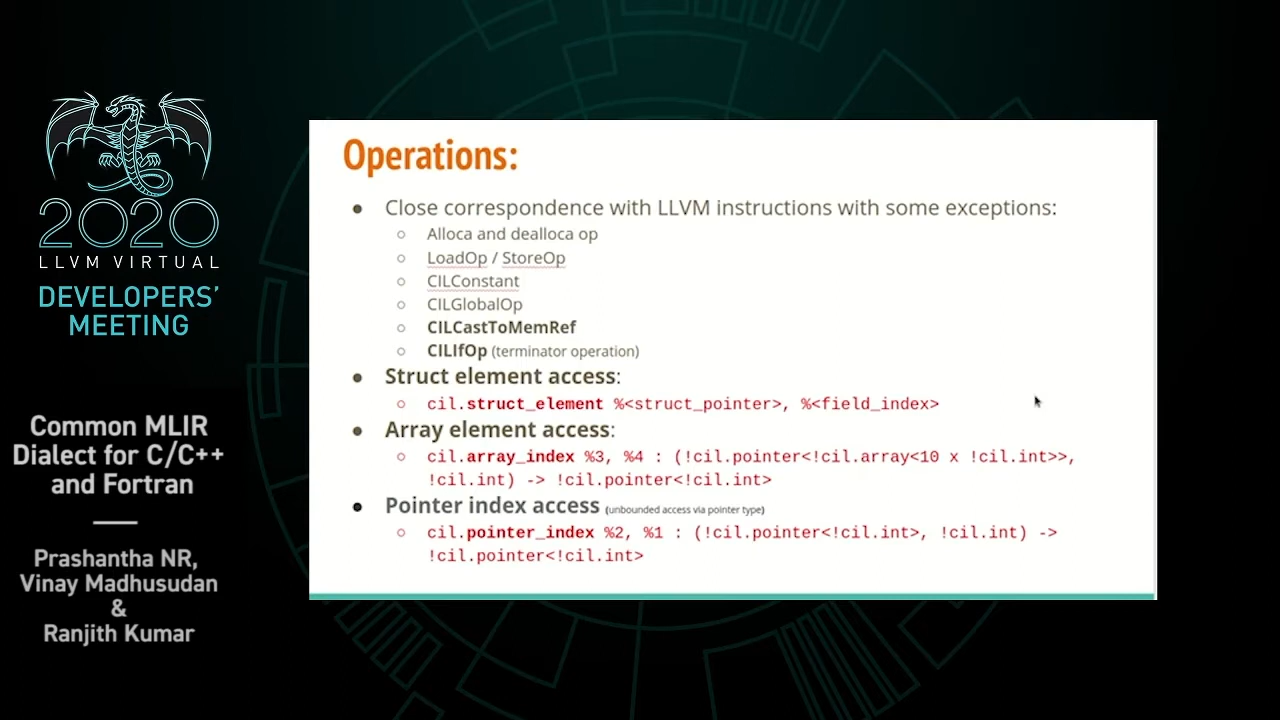 2020
LLVM VIRTUAL
DEVELOPERS'
MEETING
Common MLIR
Dialect for C/C++
and Fortran
Prashantha NR,
Vinay Madhusudan
&
Ranjith Kumar
Operations:
● Close correspondence with LLVM instructions with some exceptions:
○ Alloca and dealloca op
○ LoadOp / StoreOp
○ CILConstant
○ CILGlobalOp
○ CILCastToMemRef
○ CILIfOp (terminator operation)
● Struct element access:
○ cil.struct_element %<struct_pointer>, %<field_index>
● Array element access:
○ cil.array_index %3, %4 : (!cil.pointer<!cil.array<10 x !cil.int>>,
!cil.int) -> !cil.pointer<!cil.int>
● Pointer index access (unbounded access via pointer type)
○ cil.pointer_index %2, %1 : (!cil.pointer<!cil.int>, !cil.int) ->
!cil.pointer<!cil.int>